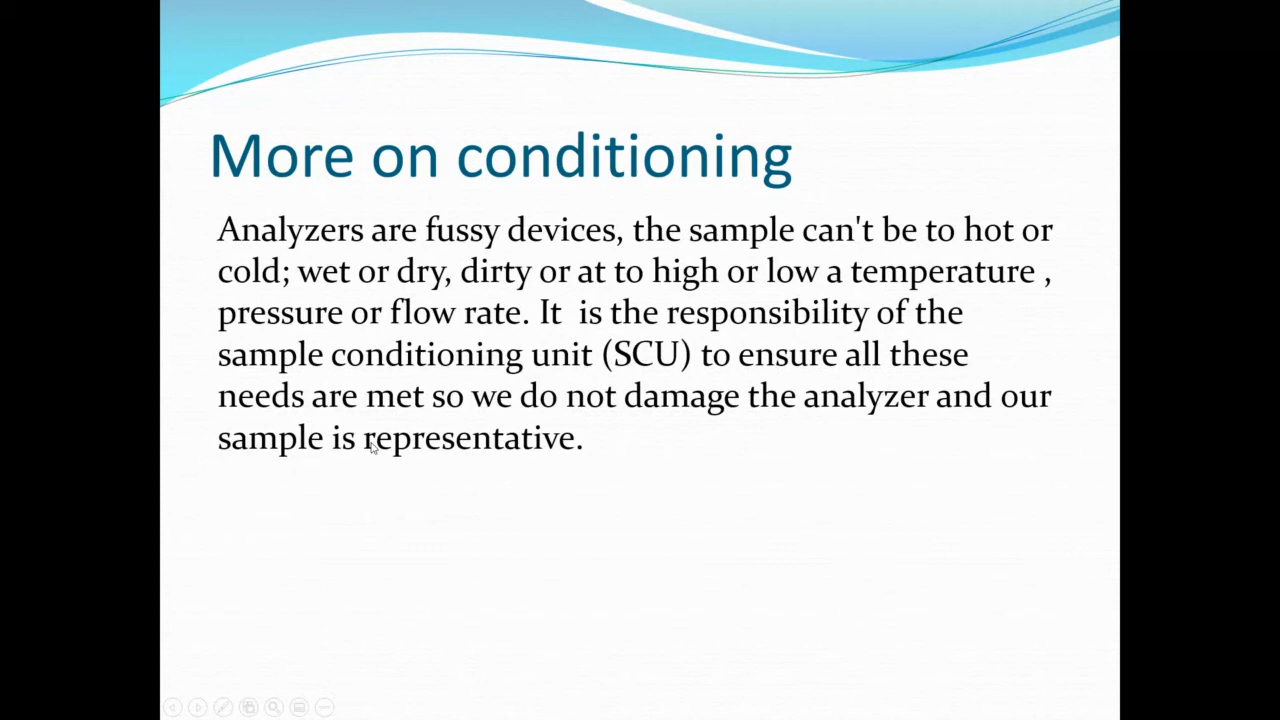 More on conditioning
Analyzers are fussy devices, the sample can't be to hot or
cold; wet or dry, dirty or at to high or low a temperature ,
pressure or flow rate. It  is the responsibility of the
sample conditioning unit (SCU) to ensure all these
needs are met so we do not damage the analyzer and our
sample is representative.